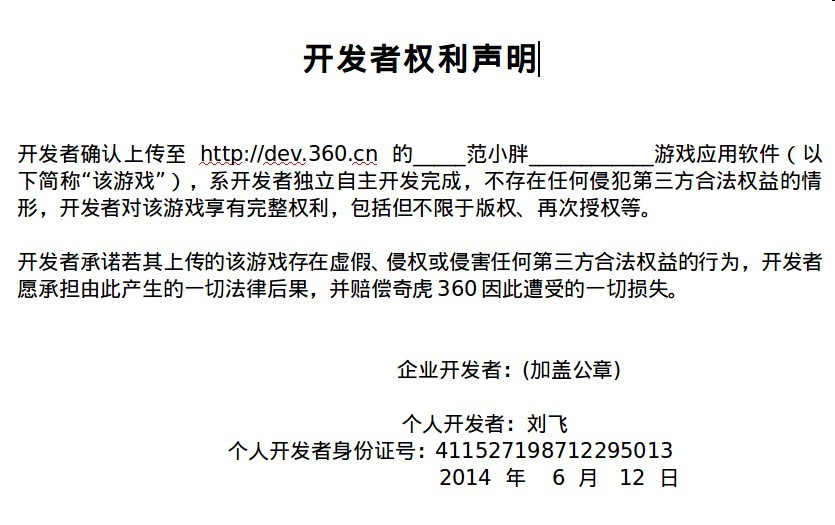 开发者权利声明
开发者确认上传至 http://dev.360.cn 的_____范小胖____________游戏应用软件（以
下简称“该游戏”），系开发者独立自主开发完成，不存在任何侵犯第三方合法权益的情
形，开发者对该游戏享有完整权利，包括但不限于版权、再次授权等。
开发者承诺若其上传的该游戏存在虚假、侵权或侵害任何第三方合法权益的行为，开发者
愿承担由此产生的一切法律后果，并赔偿奇虎 360 因此遭受的一切损失。
企业开发者：(加盖公章)
个人开发者：刘飞
个人开发者身份证号：411527198712295013
2014 年 6 月 12 日